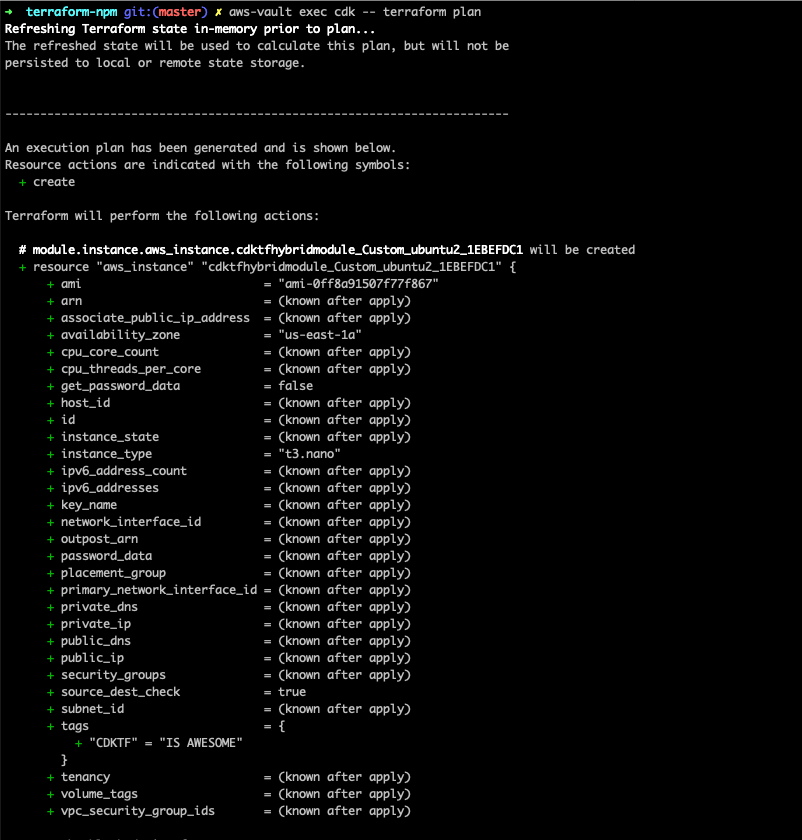 ➜  terraform-npm git:(master) ✗ aws-vault exec cdk -- terraform plan
Refreshing Terraform state in-memory prior to plan...
The refreshed state will be used to calculate this plan, but will not be
persisted to local or remote state storage.
------------------------------------------------------------------------
An execution plan has been generated and is shown below.
Resource actions are indicated with the following symbols:
  + create
Terraform will perform the following actions:
  # module.instance.aws_instance.cdktfhybridmodule_Custom_ubuntu2_1EBEFDC1 will be created
  + resource "aws_instance" "cdktfhybridmodule_Custom_ubuntu2_1EBEFDC1" {
      + ami                          = "ami-0ff8a91507f77f867"
      + arn                          = (known after apply)
      + associate_public_ip_address  = (known after apply)
      + availability_zone            = "us-east-1a"
      + cpu_core_count               = (known after apply)
      + cpu_threads_per_core         = (known after apply)
      + get_password_data            = false
      + host_id                      = (known after apply)
      + id                           = (known after apply)
      + instance_state               = (known after apply)
      + instance_type                = "t3.nano"
      + ipv6_address_count           = (known after apply)
      + ipv6_addresses               = (known after apply)
      + key_name                     = (known after apply)
      + network_interface_id         = (known after apply)
      + outpost_arn                  = (known after apply)
      + password_data                = (known after apply)
      + placement_group              = (known after apply)
      + primary_network_interface_id = (known after apply)
      + private_dns                  = (known after apply)
      + private_ip                   = (known after apply)
      + public_dns                   = (known after apply)
      + public_ip                    = (known after apply)
      + security_groups              = (known after apply)
      + source_dest_check            = true
      + subnet_id                    = (known after apply)
      + tags                         = {
          + "CDKTF" = "IS AWESOME"
        }
      + tenancy                      = (known after apply)
      + volume_tags                  = (known after apply)
      + vpc_security_group_ids       = (known after apply)